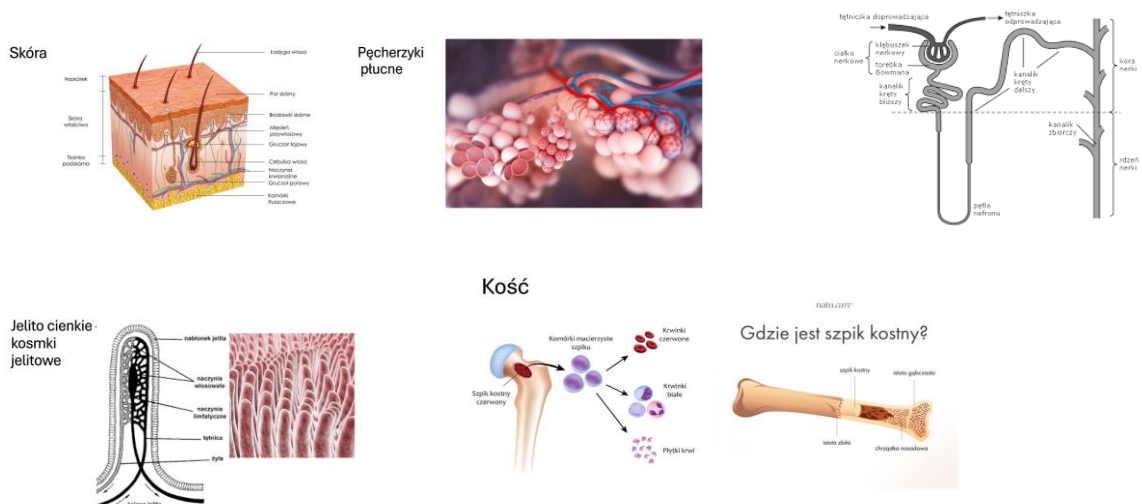 Skóra
Łodyga włosa
Naskórek
Por skórny
Brodawki skórne
Skóra
właściwa
Mięsień
przywłosowy
Gruczoł łojowy
Tkanka
podskórna
Cebulka włosa
Naczynia
krwionośne
Gruczoł potowy
Komórki
tłuszczowe
Pęcherzyki
płucne
tętniczka doprowadzająca
tętniczka
odprowadzająca
ciałko
nerkowe
kłębuszek
nerkowy
torebka
Bowmana
kanalik
kręty
bliższy
kanalik
kręty
dalszy
kora
nerki
kanalik
zbiorczy
rdzeń
nerki
pętla
nefronu
Jelito cienkie -
kosmki
jelitowe
nabłonek jelita
naczynia
włosowate
naczynia
limfatyczne
tętnice
żyła
Kość
Komórki macierzyste
szpiku
Krwinki
czerwone
Szpik kostny
czerwony
Krwinki
białe
Płytki krwi
Gdzie jest szpik kostny?
szpik kostny
istota gąbczasta
istota zbita
chrząstka nasadowa